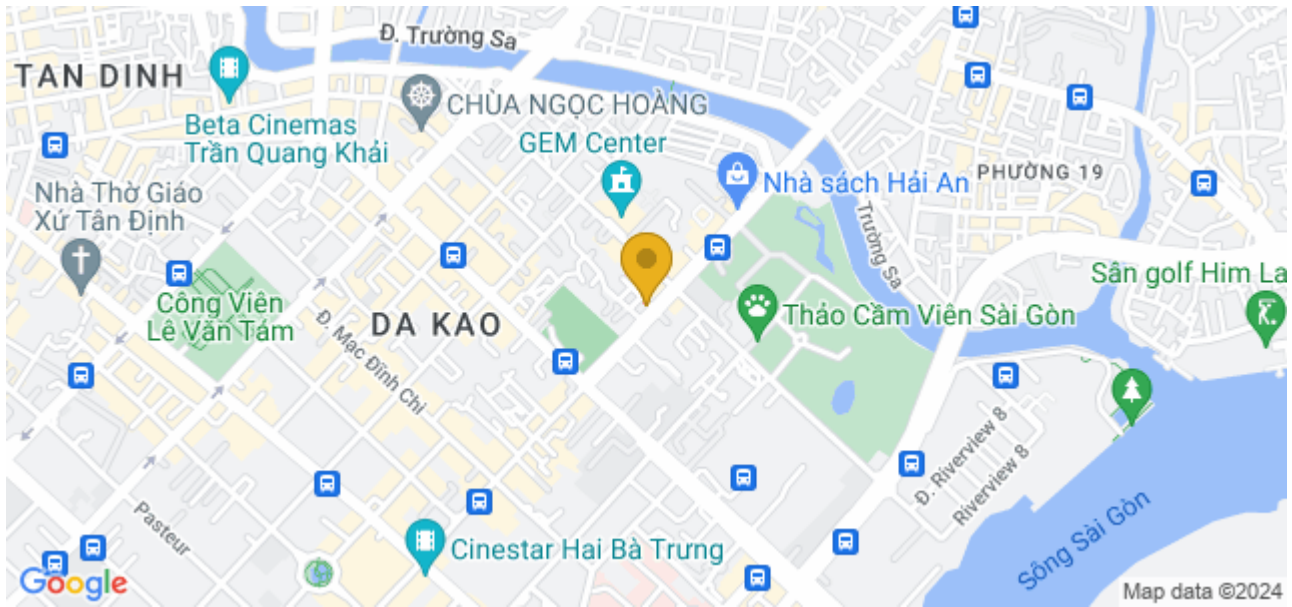 Đ. Trường Sa
TAN DINH
CHÙA NGỌC HOÀNG
Beta Cinemas
Trần Quang Khải
GEM Center
PHƯỜNG 19
Nhà sách Hải An
Nhà Thờ Giáo
Xứ Tân Định
Trường Sa
Sân golf Him La
Công Viên
Lê Văn Tám
Đ. Mạc Đĩnh Chi
DA KAO
Thảo Cầm Viên Sài Gòn
Đ. Riverview 8
Riverview 8
Pasteur
Cinestar Hai Bà Trưng
Sông Sài Gòn
Google
Map data ©2024